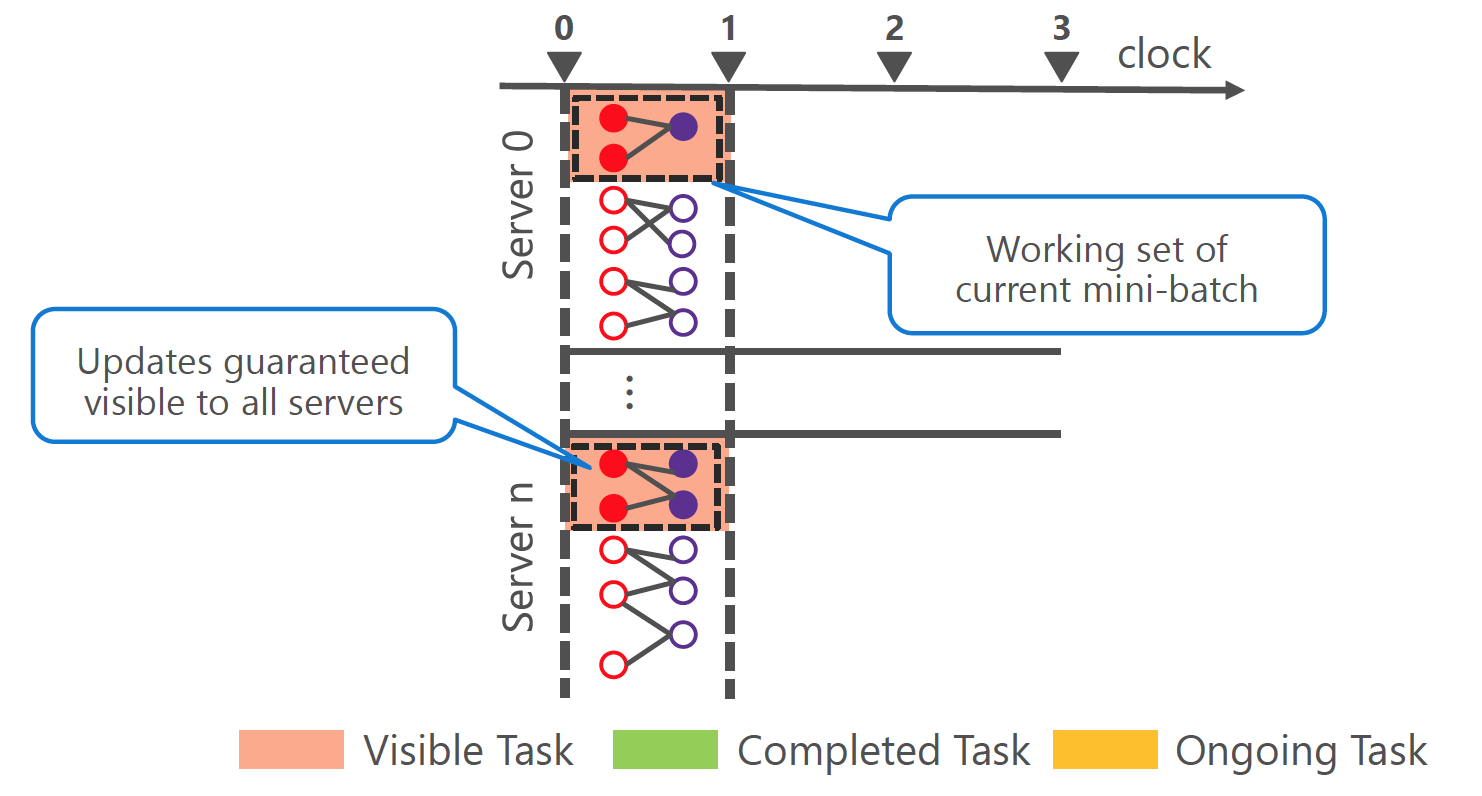 0 1 2 3
clock
Server 0
Working set of
current mini-batch
Updates guaranteed
visible to all servers
⋮
Server n
Visible Task Completed Task Ongoing Task